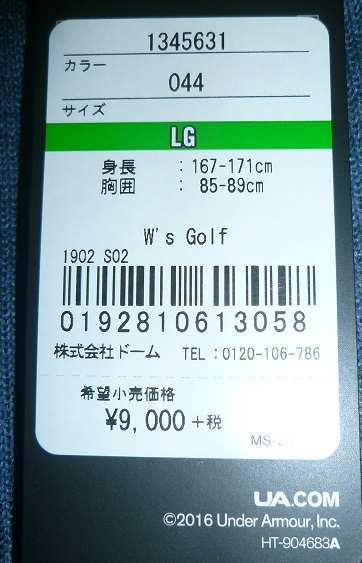 1345631
カラー
044
サイズ
LG
身長 : 167-171cm
胸囲 : 85-89cm
W's Golf
1902 S02
0192810613058
株式会社ドーム TEL:0120-106-786
希望小売価格
¥9,000+税
UA.COM
©2016 Under Armour, Inc.
HT-904683A